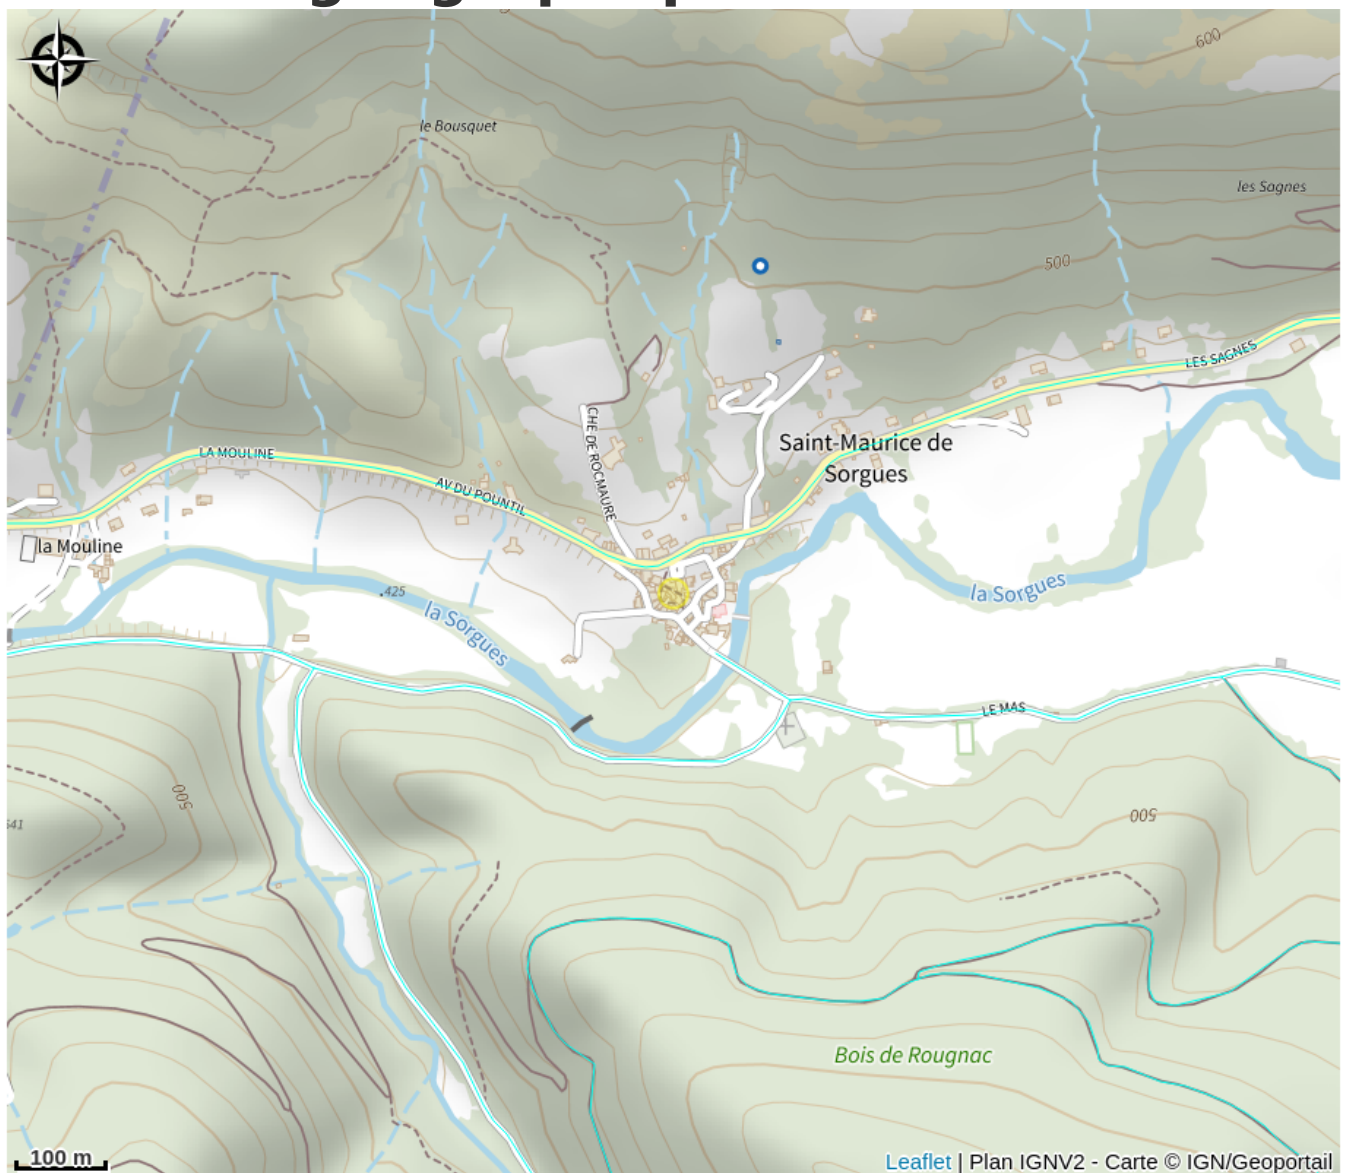 600
le Bousquet
les Sagnes
500
LES SAGNES
CHE DE ROCMAURE
Saint-Maurice de
Sorgues
LA MOULINE
AV DU POUNTIL
la Mouline
.425
la Sorgues
la Sorgues
LE MAS
500
500
541
Bois de Rougnac
100 m
Leaflet | Plan IGNV2 - Carte © IGN/Geoportail